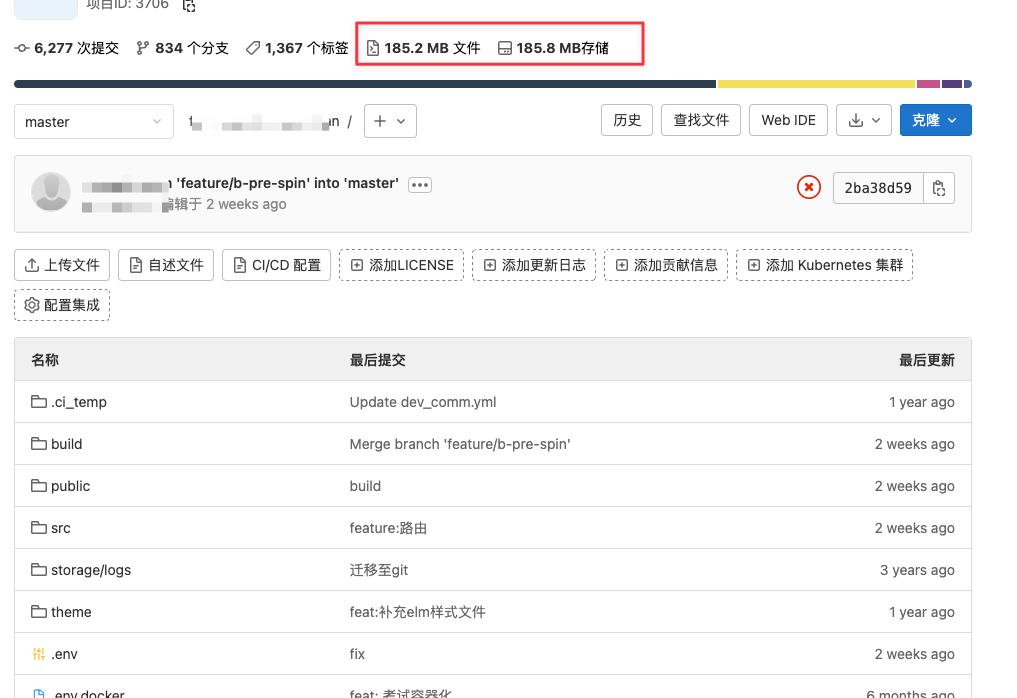 项目ID: 3706
6,277 次提交 834 个分支 1,367 个标签 185.2 MB 文件 185.8 MB存储
master / 历史 查找文件 Web IDE 克隆
'feature/b-pre-spin' into 'master'
编辑于 2 weeks ago
2ba38d59
上传文件 自述文件 CI/CD 配置 添加LICENSE 添加更新日志 添加贡献信息 添加 Kubernetes 集群
配置集成
名称 最后提交 最后更新
.ci_temp Update dev_comm.yml 1 year ago
build Merge branch 'feature/b-pre-spin' 2 weeks ago
public build 2 weeks ago
src feature:路由 2 weeks ago
storage/logs 迁移至git 3 years ago
theme feat:补充elm样式文件 1 year ago
.env fix 2 weeks ago
.env.docker feat: 考试容器化 6 months ago